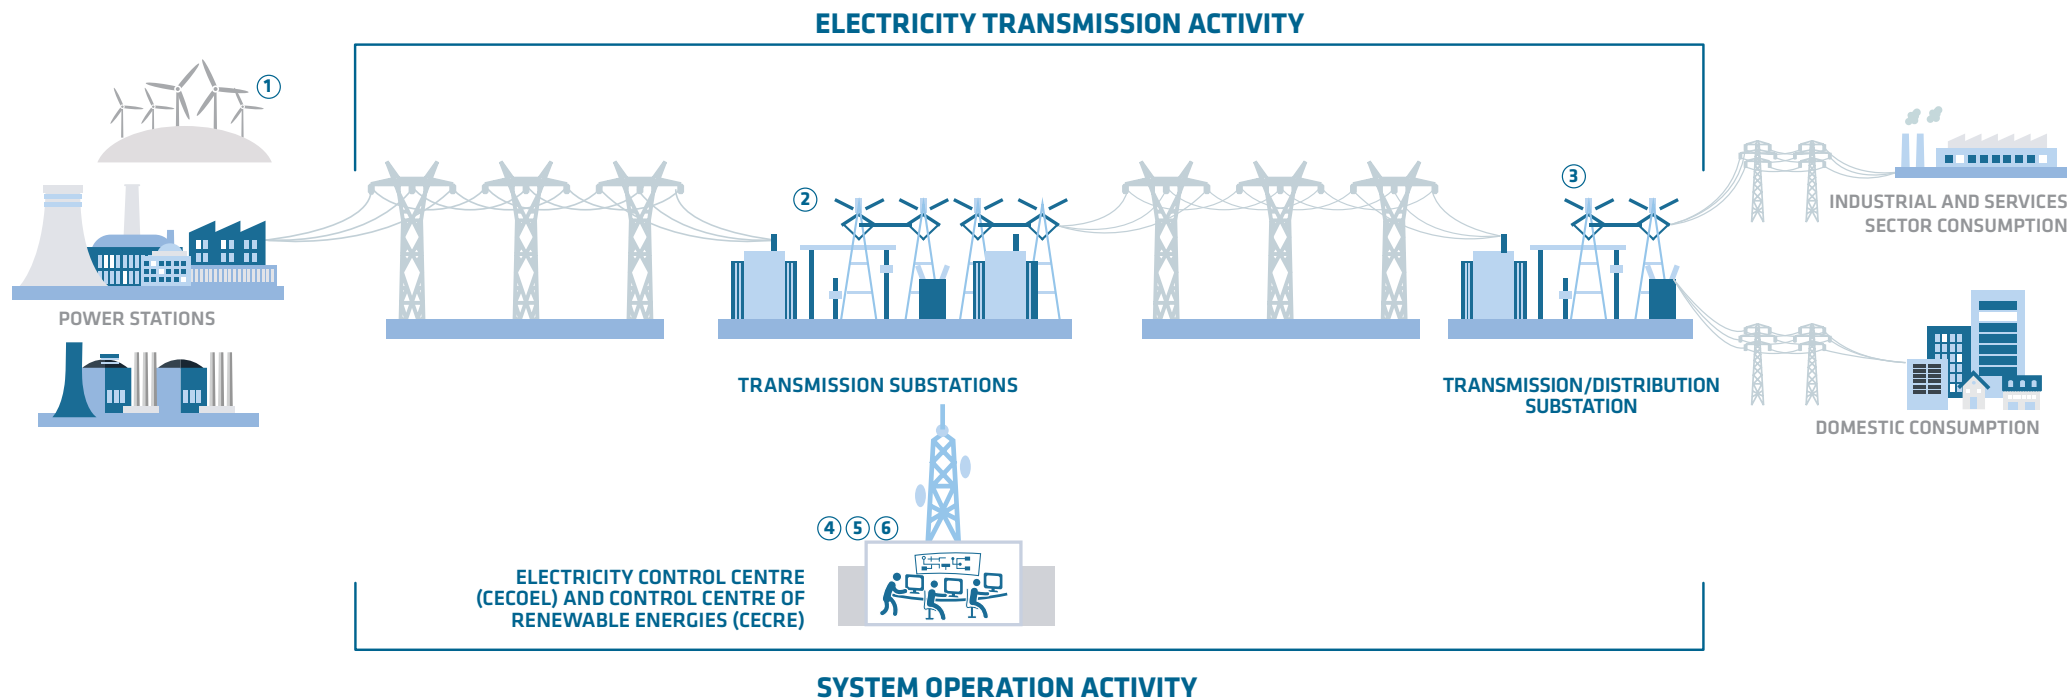 ELECTRICITY TRANSMISSION ACTIVITY
1
2
3
POWER STATIONS
INDUSTRIAL AND SERVICES
SECTOR CONSUMPTION
TRANSMISSION SUBSTATIONS
TRANSMISSION/DISTRIBUTION
SUBSTATION
DOMESTIC CONSUMPTION
4 5 6
ELECTRICITY CONTROL CENTRE
(CECOEL) AND CONTROL CENTRE OF
RENEWABLE ENERGIES (CECRE)
SYSTEM OPERATION ACTIVITY